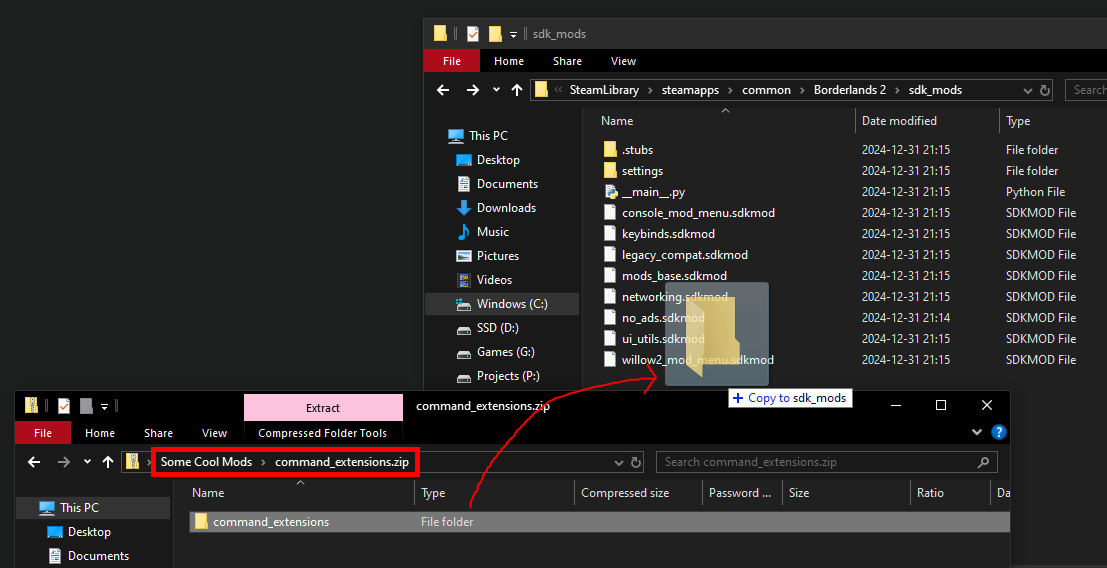 sdk_mods
File Home Share View
« SteamLibrary > steamapps > common > Borderlands 2 > sdk_mods
Search
Name Date modified Type
This PC
Desktop
Documents
Downloads
Music
Pictures
Videos
Windows (C:)
SSD (D:)
Games (G:)
Projects (P:)
.stubs 2024-12-31 21:15 File folder
settings 2024-12-31 21:15 File folder
__main__.py 2024-12-31 21:15 Python File
console_mod_menu.sdkmod 2024-12-31 21:15 SDKMOD File
keybinds.sdkmod 2024-12-31 21:15 SDKMOD File
legacy_compat.sdkmod 2024-12-31 21:15 SDKMOD File
mods_base.sdkmod 2024-12-31 21:15 SDKMOD File
networking.sdkmod 2024-12-31 21:15 SDKMOD File
no_ads.sdkmod 2024-12-31 21:14 SDKMOD File
ui_utils.sdkmod 2024-12-31 21:15 SDKMOD File
willow2_mod_menu.sdkmod 2024-12-31 21:15 SDKMOD File
+ Copy to sdk_mods
Extract command_extensions.zip
File Home Share View Compressed Folder Tools
Some Cool Mods > command_extensions.zip
Search command_extensions.zip
Name Type Compressed size Password ... Size Ratio Da
This PC
Desktop
Documents
command_extensions File folder